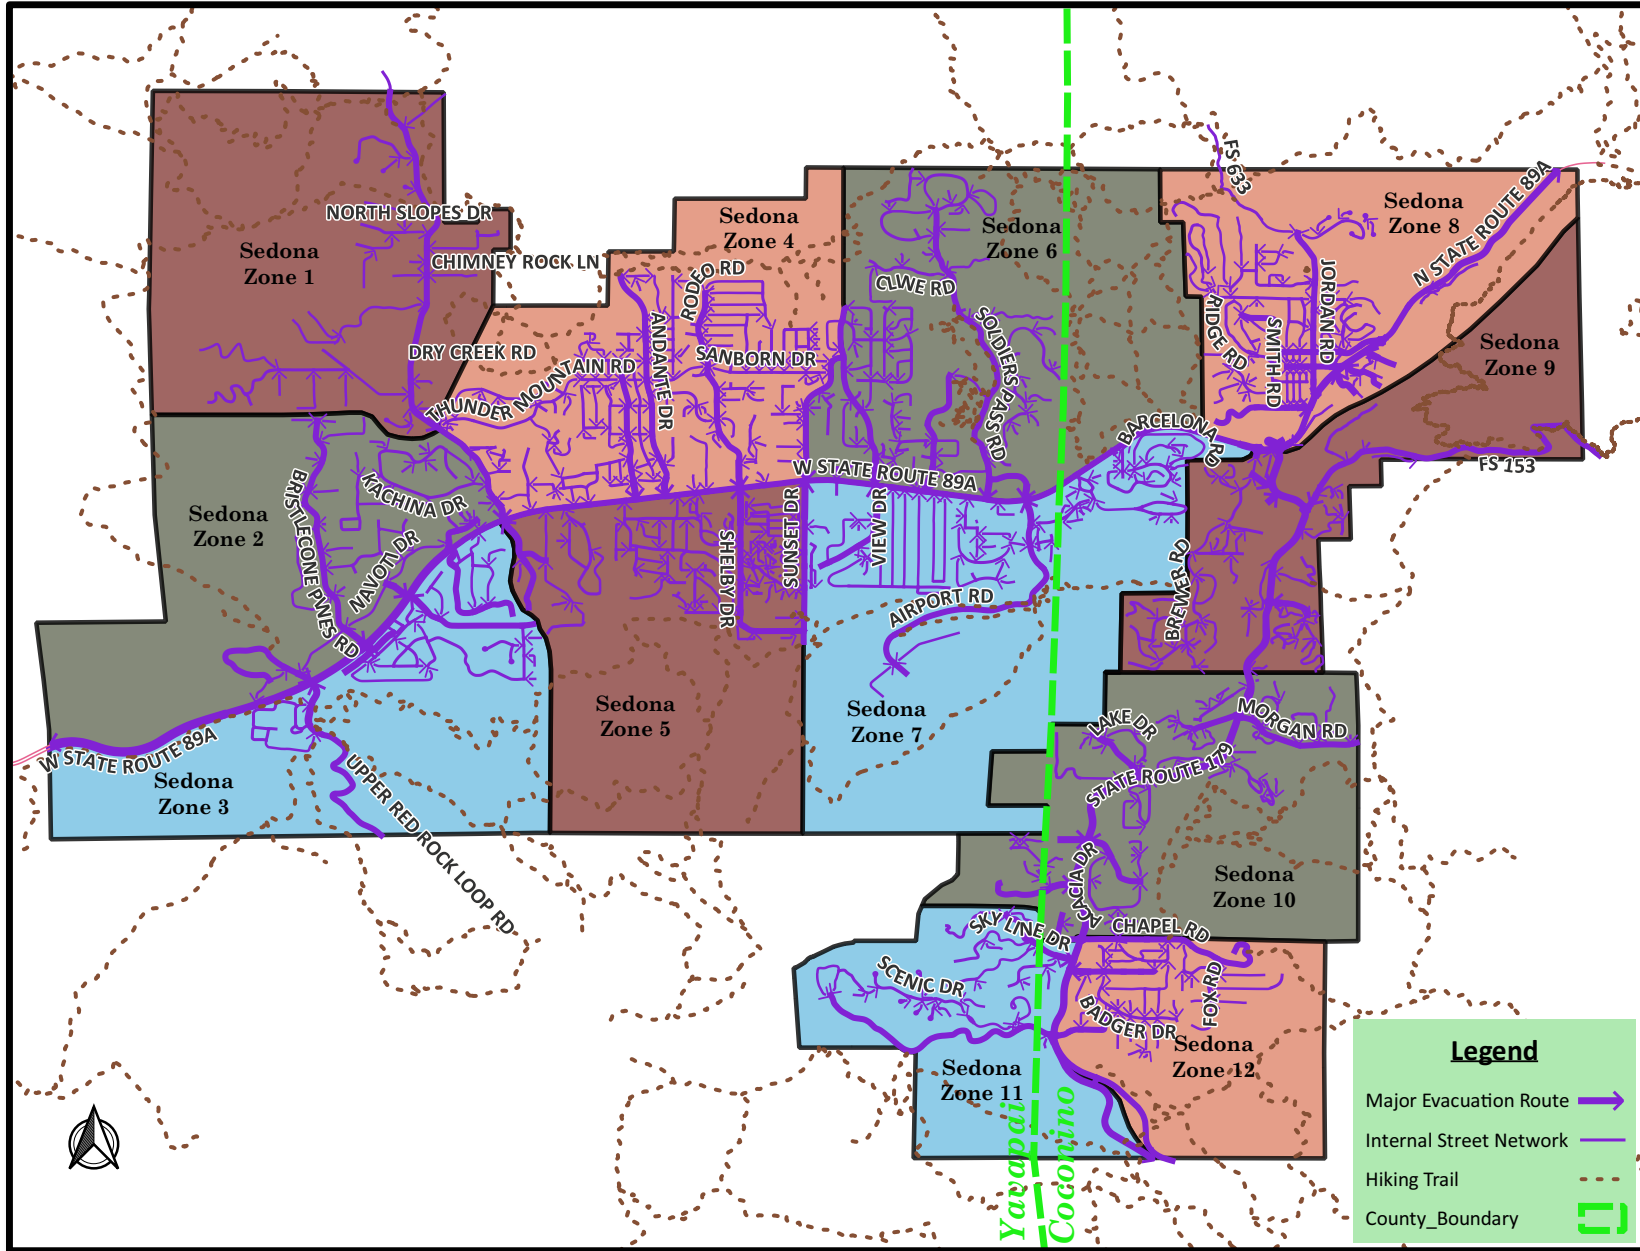 FS 633
N STATE ROUTE 89A
Sedona
Zone 8
Sedona
Zone 4
NORTH SLOPES DR
Sedona
Zone 6
Sedona
Zone 1
CHIMNEY ROCK LN
RODEO RD
CLWE RD
JORDAN RD
RIDGE RD
SMITH RD
SOLDIERS PASS RD
ANDANTE DR
SANBORN DR
DRY CREEK RD
THUNDER MOUNTAIN RD
Sedona
Zone 9
BARCELONA RD
W STATE ROUTE 89A
FS 153
BRISTLECONE PINES RD
KACHINA DR
Sedona
Zone 2
NAVOTI DR
SHELBY DR
SUNSET DR
VIEW DR
BREWER RD
AIRPORT RD
Sedona
Zone 5
Sedona
Zone 7
LAKE DR
MORGAN RD
STATE ROUTE 179
W STATE ROUTE 89A
Sedona
Zone 3
UPPER RED ROCK LOOP RD
ACACIA DR
Sedona
Zone 10
SKY LINE DR
CHAPEL RD
SCENIC DR
FOX RD
BADGER DR
Sedona
Zone 12
Sedona
Zone 11
Yavapai
Coconino
Legend
Major Evacuation Route
Internal Street Network
Hiking Trail
County_Boundary